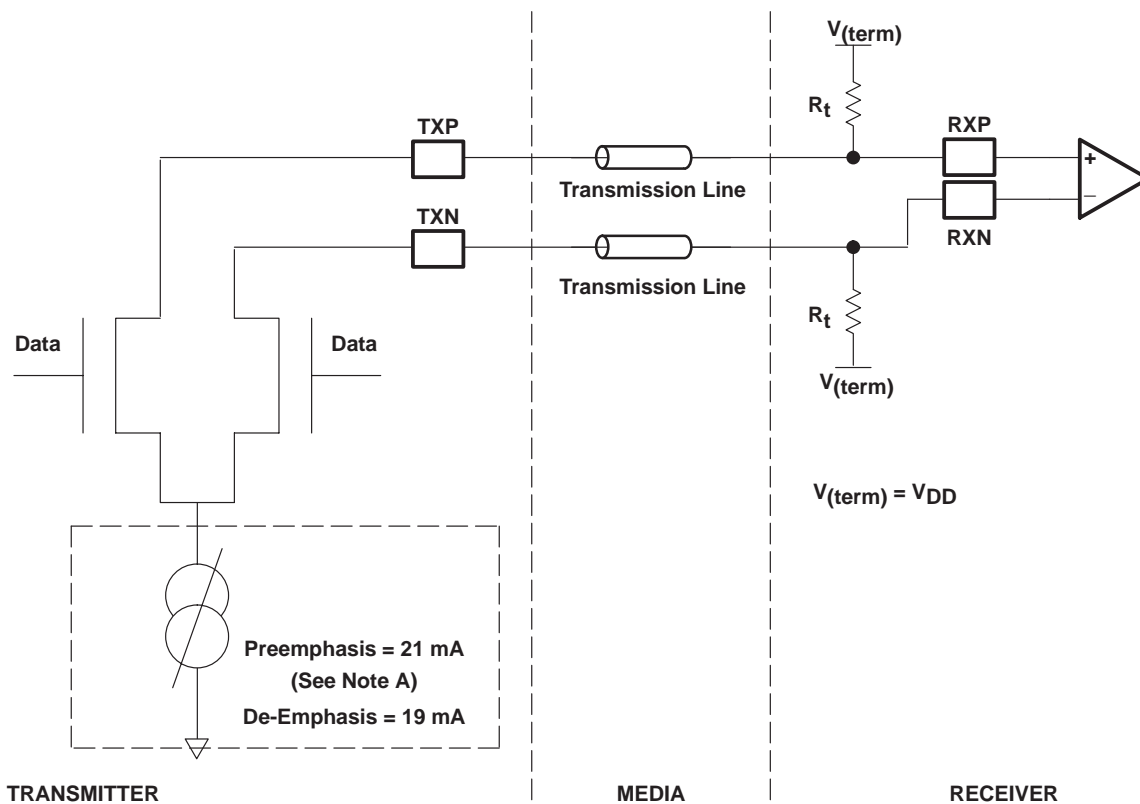 V(term)
Rt
TXP
RXP
+
Transmission Line
−
TXN
RXN
Transmission Line
Rt
Data
Data
V(term)
V(term) = VDD
Preemphasis = 21 mA
(See Note A)
De-Emphasis = 19 mA
TRANSMITTER
MEDIA
RECEIVER